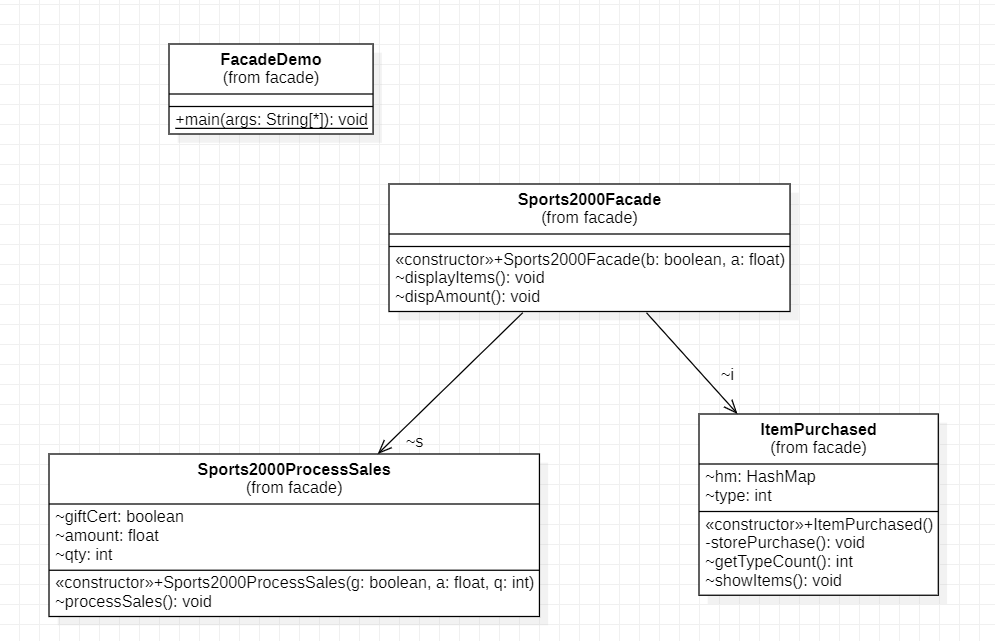 FacadeDemo
(from facade)
+main(args: String[*]): void
Sports2000Facade
(from facade)
«constructor»+Sports2000Facade(b: boolean, a: float)
~displayItems(): void
~dispAmount(): void
~i
~s
ItemPurchased
(from facade)
~hm: HashMap
~type: int
«constructor»+ItemPurchased()
-storePurchase(): void
~getTypeCount(): int
~showItems(): void
Sports2000ProcessSales
(from facade)
~giftCert: boolean
~amount: float
~qty: int
«constructor»+Sports2000ProcessSales(g: boolean, a: float, q: int)
~processSales(): void